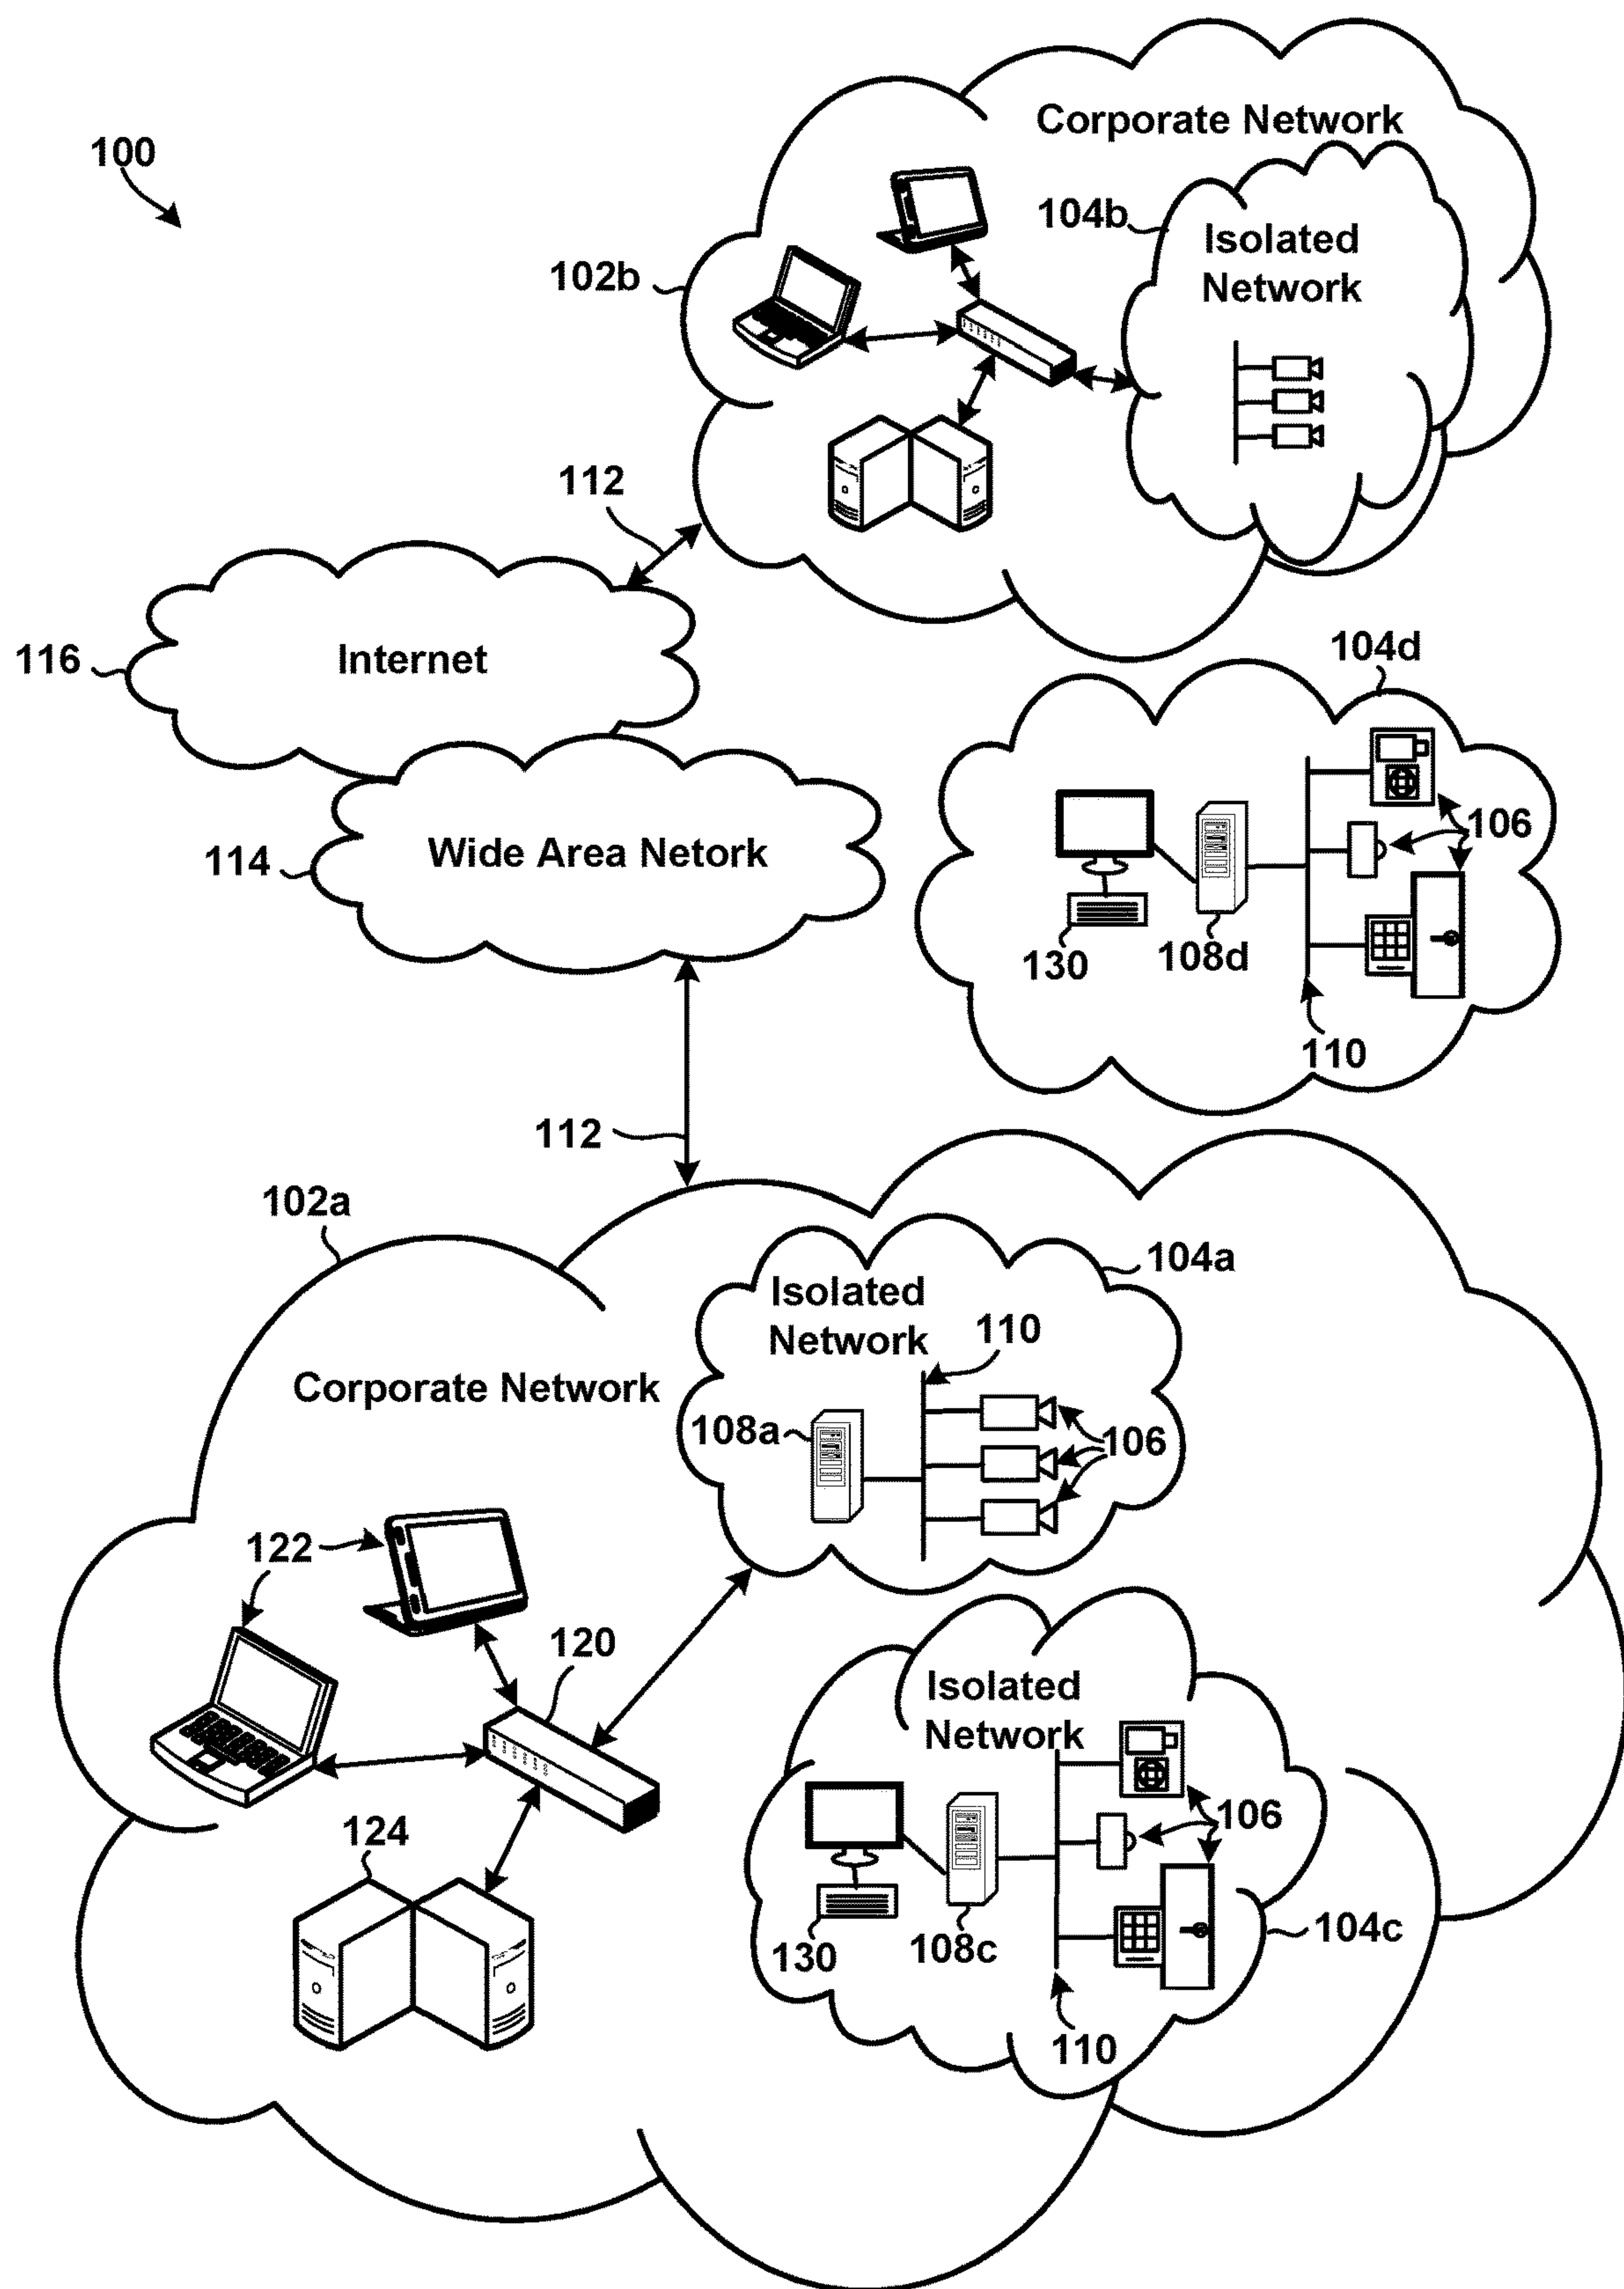 100
Corporate Network
104b
Isolated
Network
102b
112
116
Internet
104d
114
Wide Area Netork
106
130
108d
110
112
102a
104a
Isolated
Network
110
Corporate Network
108a
106
122
120
Isolated
Network
124
106
130
108c
104c
110